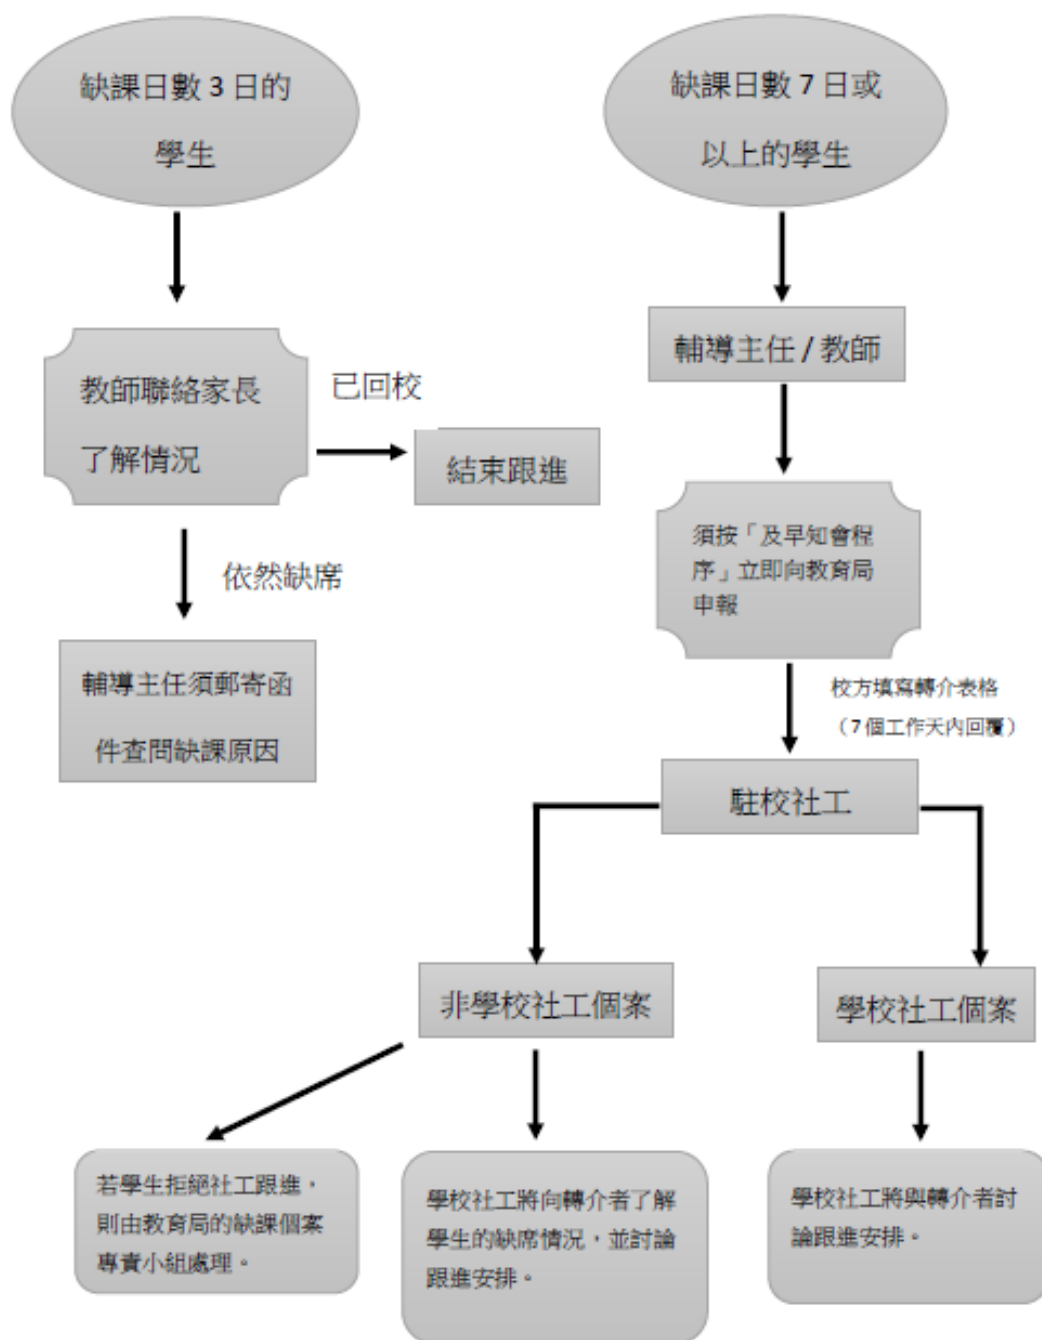 缺課日數 3 日的
學生
教師聯絡家長
了解情況
已回校
結束跟進
依然缺席
輔導主任須郵寄函
件查問缺課原因
缺課日數 7 日或
以上的學生
輔導主任 / 教師
須按「及早知會程
序」立即向教育局
申報
校方填寫轉介表格
（7 個工作天內回覆）
駐校社工
非學校社工個案
學校社工個案
若學生拒絕社工跟進，
則由教育局的缺課個案
專責小組處理。
學校社工將向轉介者了解
學生的缺席情況，並討論
跟進安排。
學校社工將與轉介者討
論跟進安排。